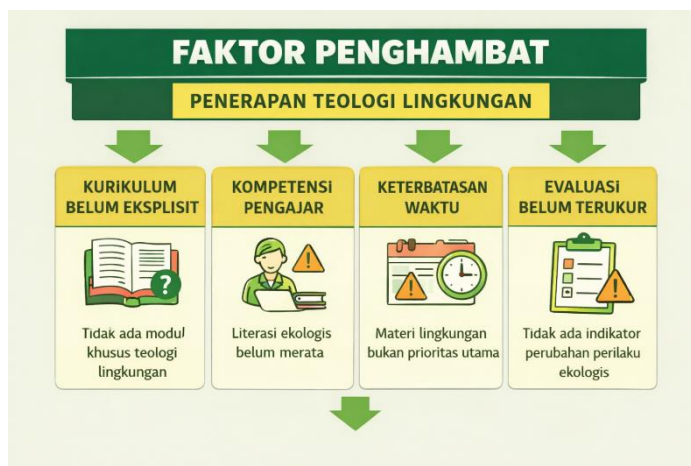 FAKTOR PENGHAMBAT
PENERAPAN TEOLOGI LINGKUNGAN
KURIKULUM
BELUM EKSPLISIT
Tidak ada modul
khusus teologi
lingkungan
KOMPETENSI
PENGAJAR
Literasi ekologis
belum merata
KETERBATASAN
WAKTU
Materi lingkungan
bukan prioritas utama
EVALUASI
BELUM TERUKUR
Tidak ada indikator
perubahan perilaku
ekologis